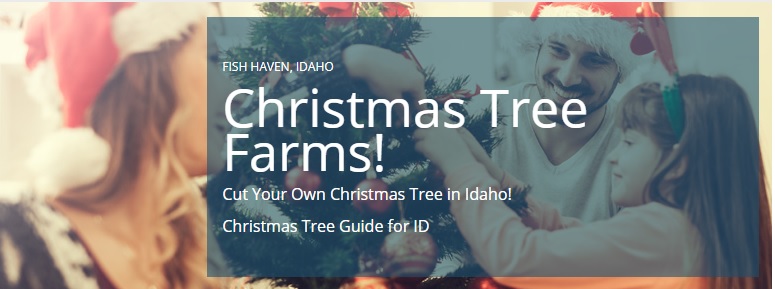 FISH HAVEN, IDAHO
Christmas Tree
Farms!
Cut Your Own Christmas Tree in Idaho!
Christmas Tree Guide for ID